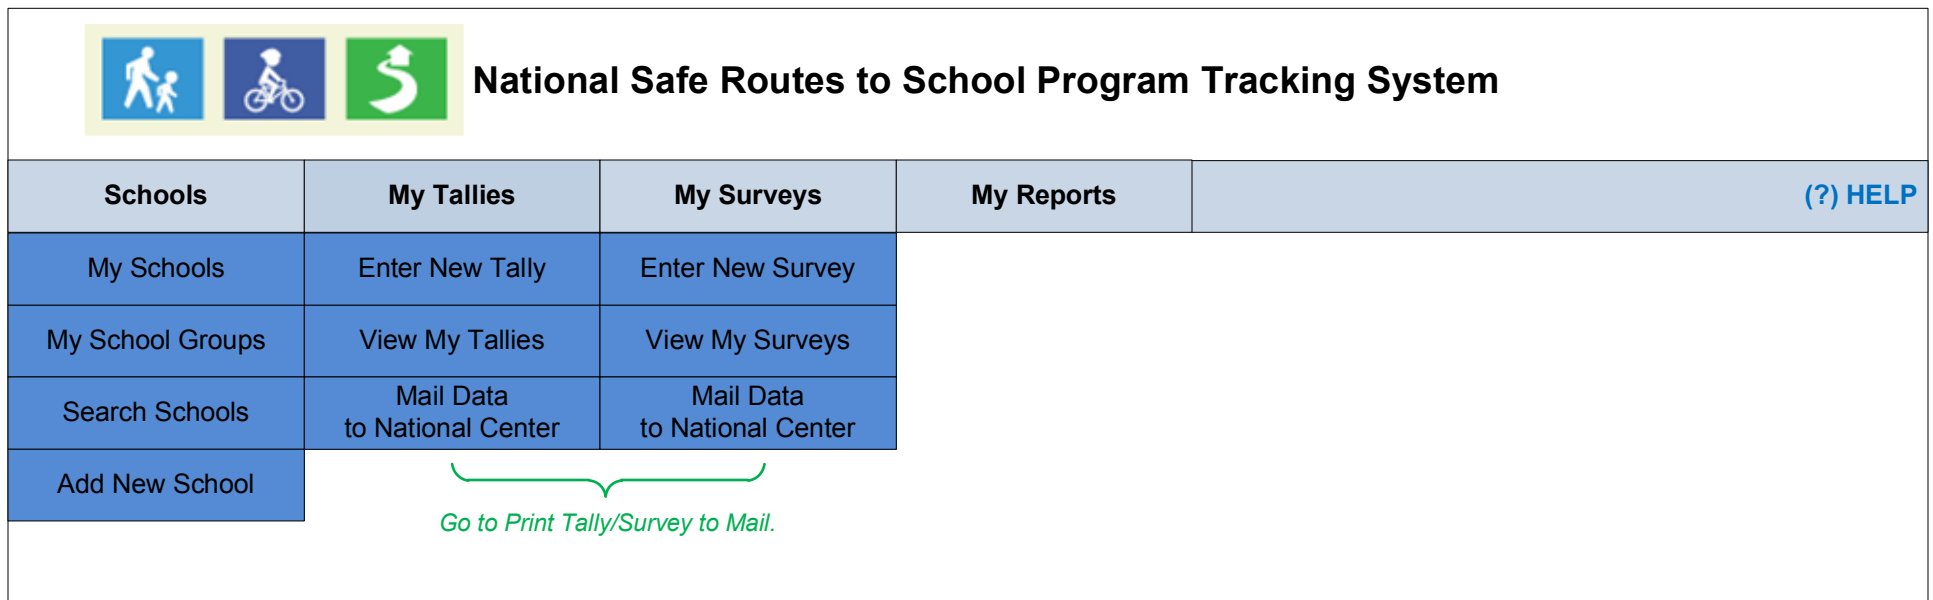 National Safe Routes to School Program Tracking System
Schools
My Tallies
My Surveys
My Reports
(?) HELP
My Schools
Enter New Tally
Enter New Survey
My School Groups
View My Tallies
View My Surveys
Search Schools
Mail Data
to National Center
Mail Data
to National Center
Add New School
Go to Print Tally/Survey to Mail.